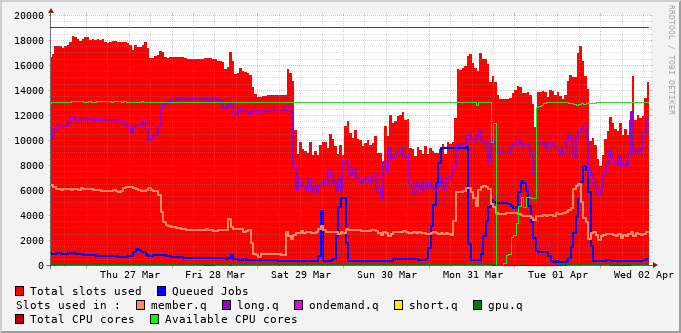 20000
18000
16000
14000
12000
10000
8000
6000
4000
2000
0
Thu 27 Mar Fri 28 Mar Sat 29 Mar Sun 30 Mar Mon 31 Mar Tue 01 Apr Wed 02 Apr
Total slots used Queued Jobs
Slots used in : member.q long.q ondemand.q short.q gpu.q
Total CPU cores Available CPU cores
RRDTOOL / TOBI OETIKER